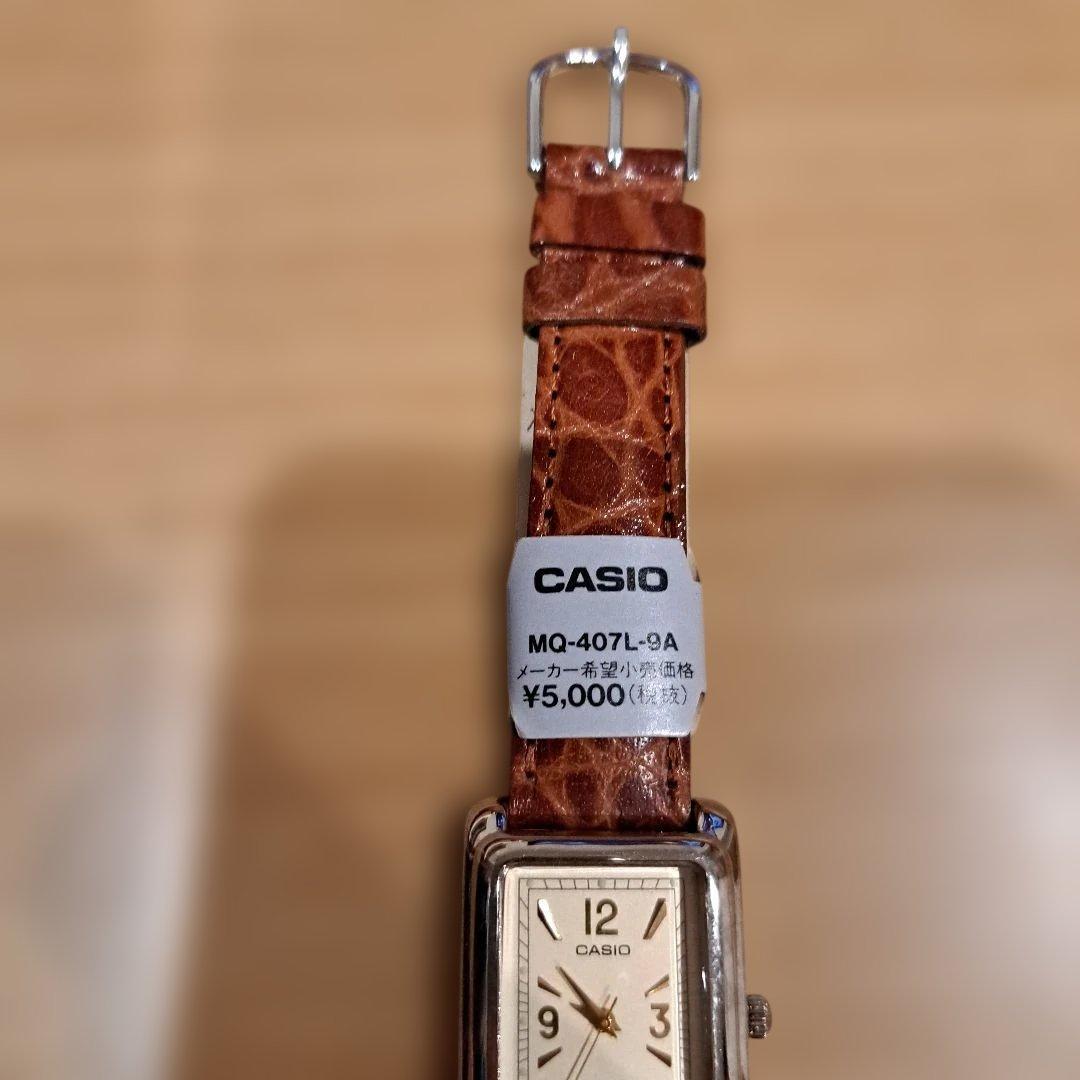 CASIO
MQ-407L-9A
メーカー希望小売価格
¥5,000(税抜)
12
CASIO
9 3